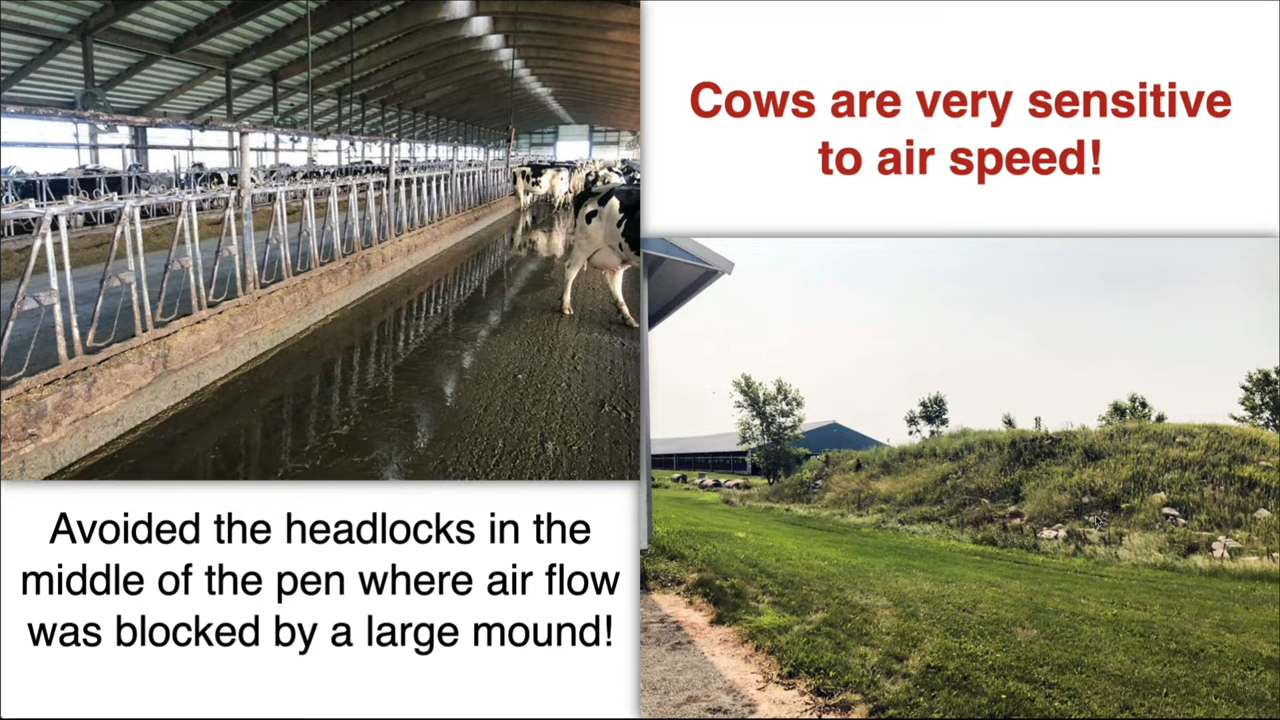 Cows are very sensitive
to air speed!
Avoided the headlocks in the
middle of the pen where air flow
was blocked by a large mound!